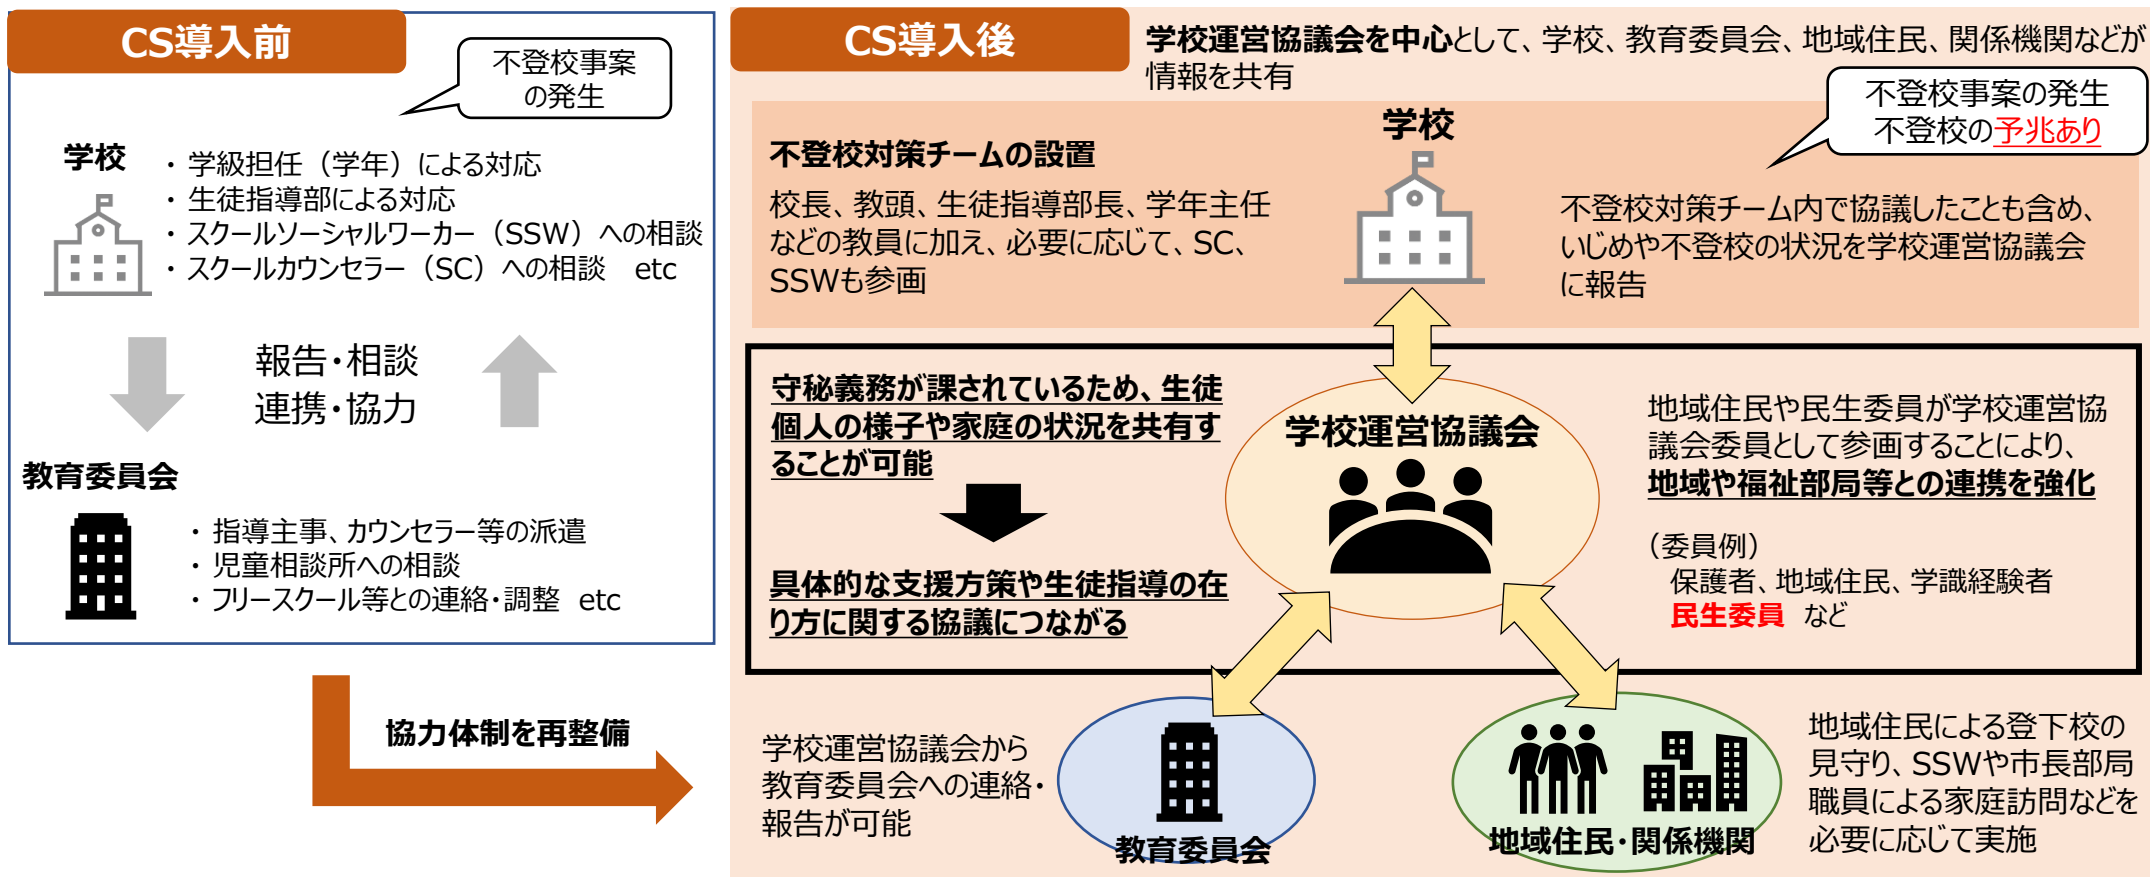 CS導入前
不登校事案
の発生
学校
・ 学級担任（学年）による対応
・ 生徒指導部による対応
・ スクールソーシャルワーカー（SSW）への相談
・ スクールカウンセラー（SC）への相談　etc
報告・相談
連携・協力
教育委員会
・ 指導主事、カウンセラー等の派遣
・ 児童相談所への相談
・ フリースクール等との連絡・調整　etc
協力体制を再整備
CS導入後
学校運営協議会を中心として、学校、教育委員会、地域住民、関係機関などが
情報を共有
不登校事案の発生
不登校の予兆あり
不登校対策チームの設置
校長、教頭、生徒指導部長、学年主任
などの教員に加え、必要に応じて、SC、
SSWも参画
学校
不登校対策チーム内で協議したことも含め、
いじめや不登校の状況を学校運営協議会
に報告
守秘義務が課されているため、生徒
個人の様子や家庭の状況を共有す
ることが可能
具体的な支援方策や生徒指導の在
り方に関する協議につながる
学校運営協議会
地域住民や民生委員が学校運営協
議会委員として参画することにより、
地域や福祉部局等との連携を強化
（委員例）
保護者、地域住民、学識経験者
民生委員　など
学校運営協議会から
教育委員会への連絡・
報告が可能
教育委員会
地域住民・関係機関
地域住民による登下校の
見守り、SSWや市長部局
職員による家庭訪問などを
必要に応じて実施